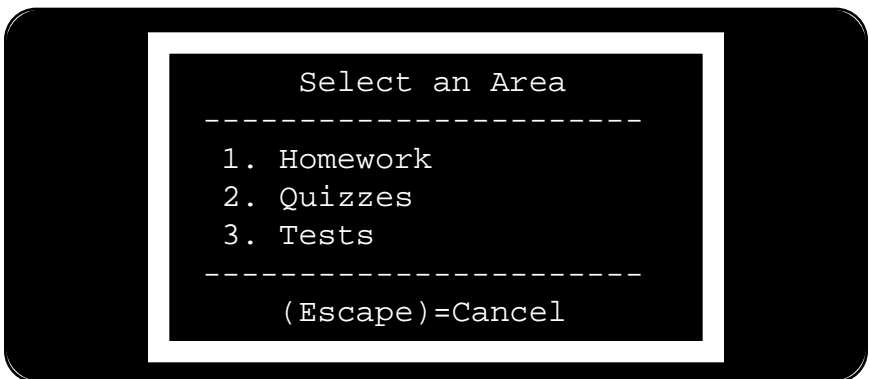 Select an Area
-----------------------
1. Homework
2. Quizzes
3. Tests
-----------------------
(Escape)=Cancel